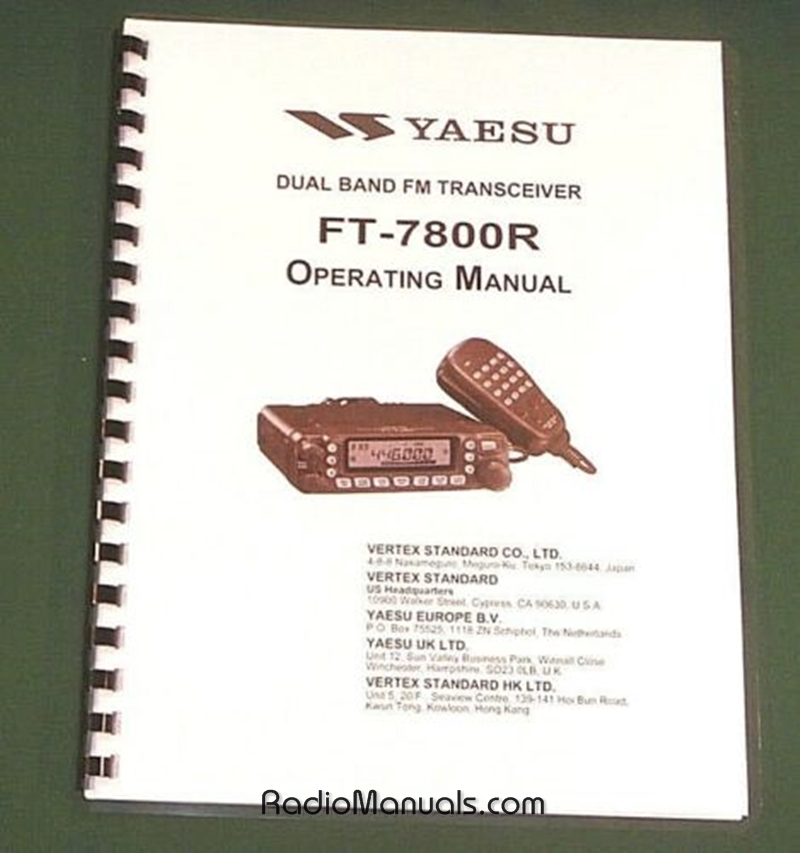 YAESU
DUAL BAND FM TRANSCEIVER
FT-7800R
OPERATING MANUAL
446000
VERTEX STANDARD CO., LTD.
4-8-8 Nakameguro, Meguro-Ku, Tokyo 153-8644, Japan
VERTEX STANDARD
US Headquarters
10900 Walker Street, Cypress, CA 90630, U.S.A.
YAESU EUROPE B.V.
P.O. Box 75525, 1118 ZN Schiphol, The Netherlands
YAESU UK LTD.
Unit 12, Sun Valley Business Park, Winnall Close
Winchester, Hampshire, SO23 0LB, U.K.
VERTEX STANDARD HK LTD.
Unit 5, 20/F., Seaview Centre, 139-141 Hoi Bun Road,
Kwun Tong, Kowloon, Hong Kong
RadioManuals.com